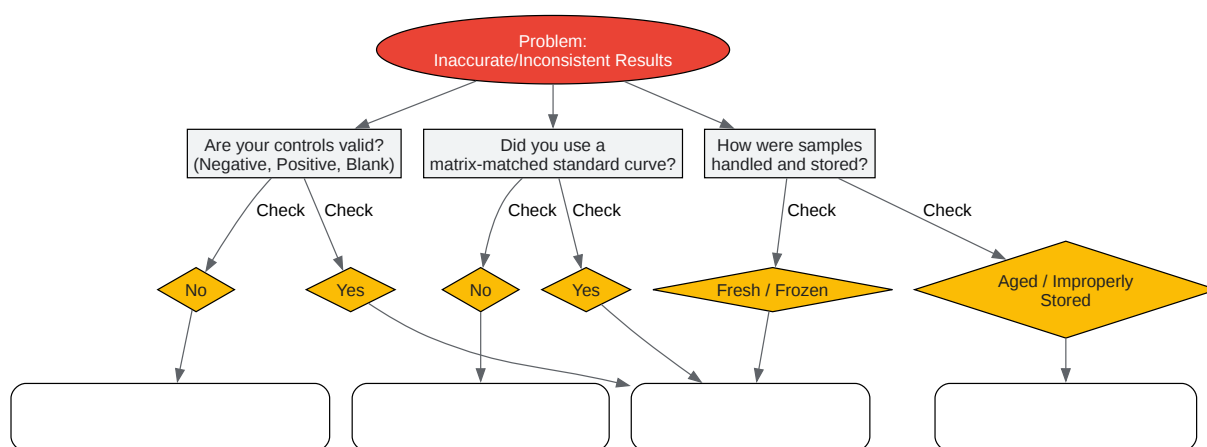 Problem:
Inaccurate/Inconsistent Results
Are your controls valid?
(Negative, Positive, Blank)
Did you use a
matrix-matched standard curve?
How were samples
handled and stored?
Check
Check
Check
Check
Check
Check
No
Yes
No
Yes
Fresh / Frozen
Aged / Improperly
Stored